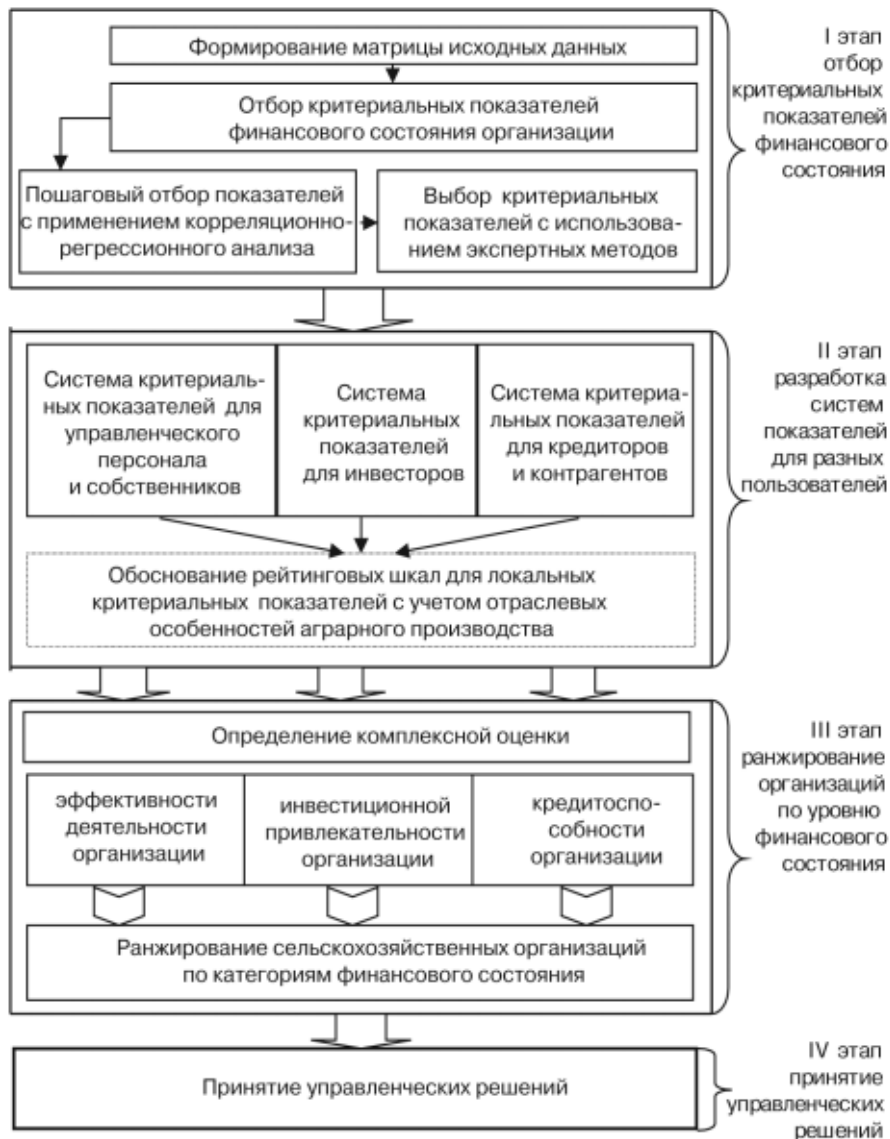 Формирование матрицы исходных данных
Отбор критериальных показателей
финансового состояния организации
Пошаговый отбор показателей
с применением корреляционно-
регрессионного анализа
Выбор критериальных
показателей с использова-
нием экспертных методов
I этап
отбор
критериальных
показателей
финансового
состояния
Система критериаль-
ных показателей для
управленческого
персонала
и собственников
Система
критериальных
показателей
для инвесторов
Система критериа-
льных показателей
для кредиторов
и контрагентов
Обоснование рейтинговых шкал для локальных
критериальных показателей с учетом отраслевых
особенностей аграрного производства
II этап
разработка
систем
показателей
для разных
пользователей
Определение комплексной оценки
эффективности
деятельности
организации
инвестиционной
привлекательности
организации
кредитоспо-
собности
организации
Ранжирование сельскохозяйственных организаций
по категориям финансового состояния
III этап
ранжирование
организаций
по уровню
финансового
состояния
Принятие управленческих решений
IV этап
принятие
управленческих
решений